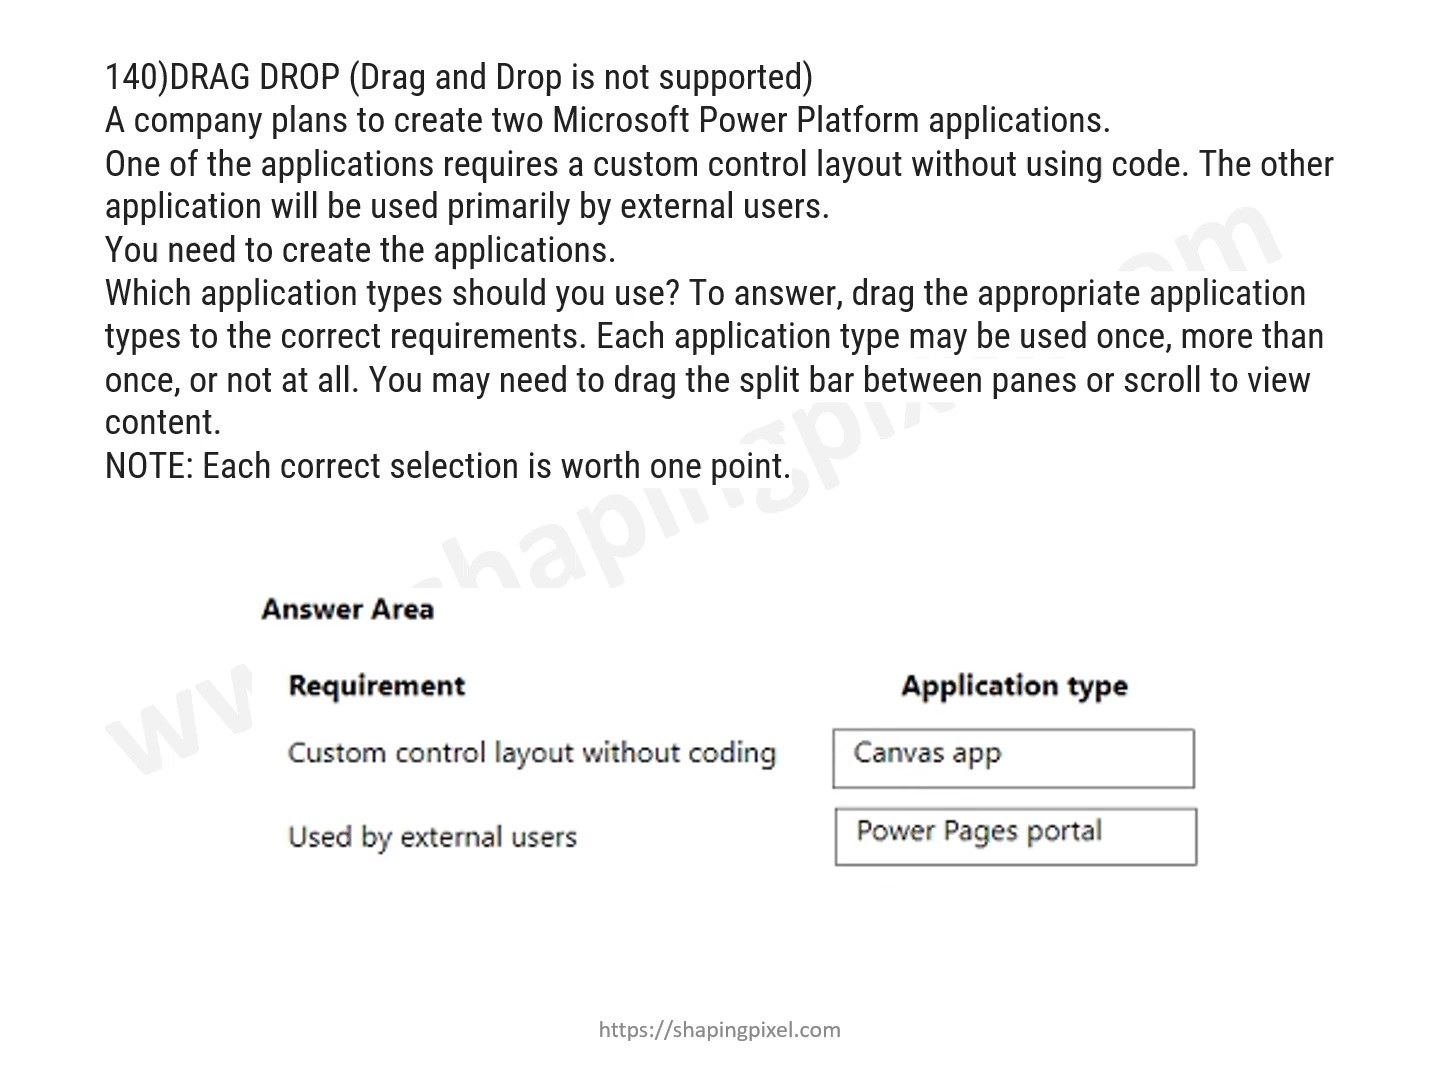 140)DRAG DROP (Drag and Drop is not supported)
A company plans to create two Microsoft Power Platform applications.
One of the applications requires a custom control layout without using code. The other
application will be used primarily by external users.
You need to create the applications.
Which application types should you use? To answer, drag the appropriate application
types to the correct requirements. Each application type may be used once, more than
once, or not at all. You may need to drag the split bar between panes or scroll to view
content.
NOTE: Each correct selection is worth one point.
Answer Area
Requirement Application type
Custom control layout without coding Canvas app
Used by external users Power Pages portal
https://shapingpixel.com